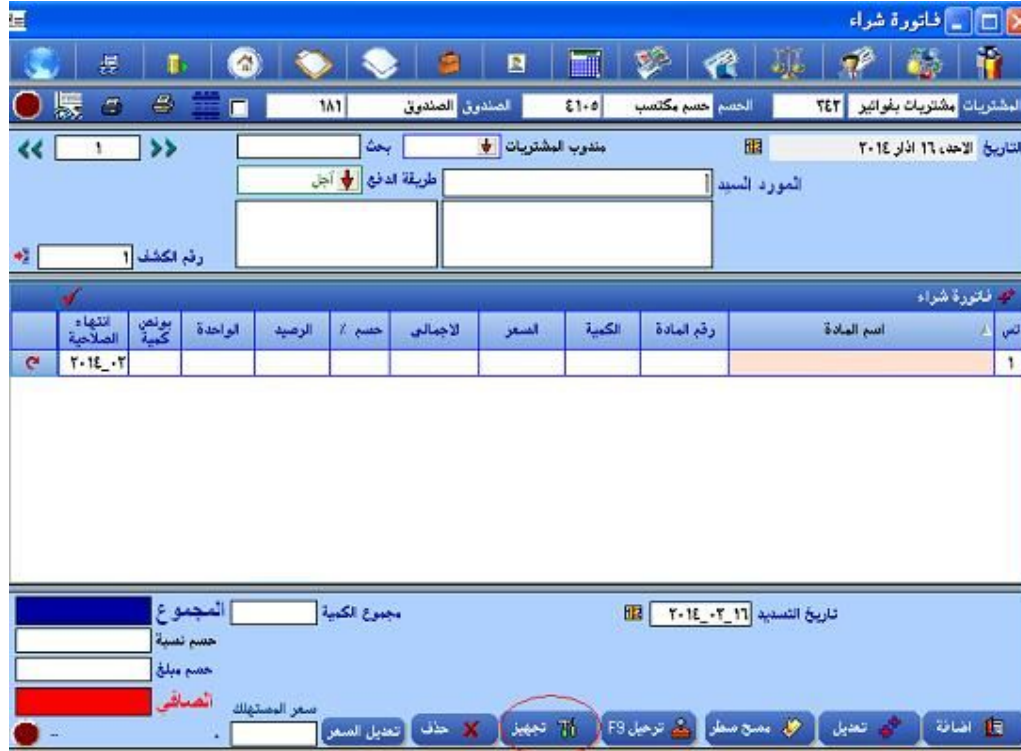 فاتورة شراء
المشتريات مشتريات بفواتير ٣٤٢ الحسم حسم مكتسب ٤١٠٥ الصندوق الصندوق ١٨١
التاريخ الاحد، ١٦ اذار ٢٠١٤ مندوب المشتريات بحث ١
المورد السيد طريقة الدفع آجل
رقم الكشف ١
فاتورة شراء
تس اسم المادة رقم المادة الكمية السعر الاجمالي حسم ٪ الرصيد الواحدة بونص كمية انتهاء الصلاحية
١ ٢٠١٤_٠٣
تاريخ التسديد ١٦_٠٣_٢٠١٤ مجموع الكمية المجموع
حسم نسبة
حسم مبلغ
الصافي
سعر المستهلك
اضافة تعديل مسح سطر ترحيل F9 تجهيز حذف تعديل السعر